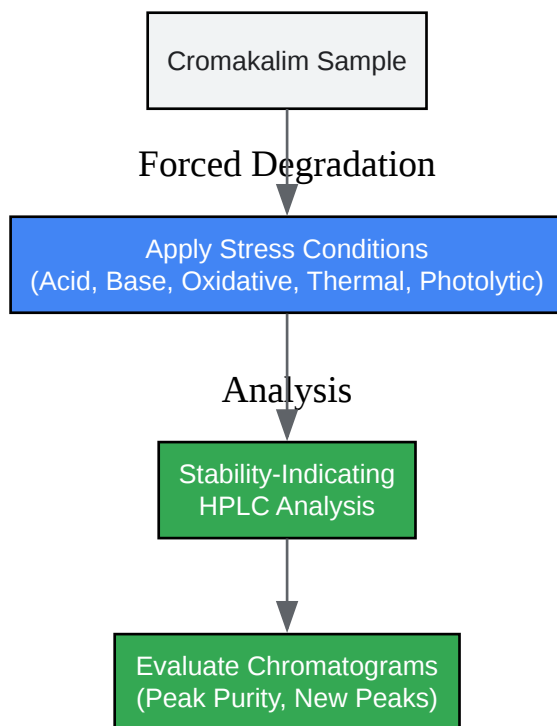 Cromakalim Sample
Forced Degradation
Apply Stress Conditions
(Acid, Base, Oxidative, Thermal, Photolytic)
Analysis
Stability-Indicating
HPLC Analysis
Evaluate Chromatograms
(Peak Purity, New Peaks)